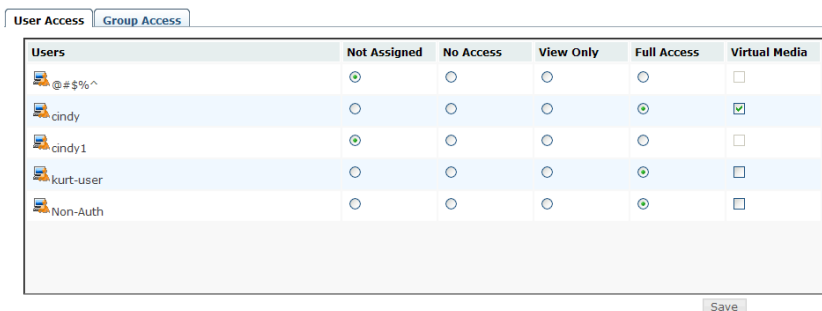 User Access Group Access
Users Not Assigned No Access View Only Full Access Virtual Media
@#$%^
cindy
cindy1
kurt-user
Non-Auth
Save